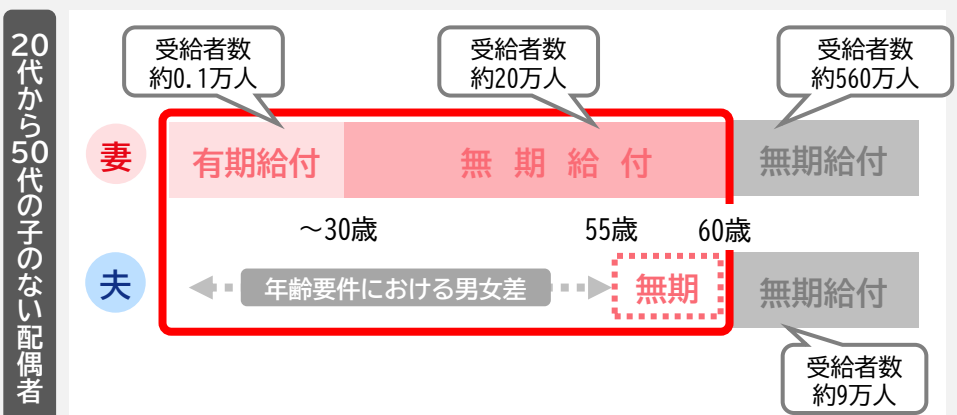 20代から50代の子のない配偶者
受給者数
約0.1万人
受給者数
約20万人
受給者数
約560万人
妻
有期給付
無期給付
無期給付
～30歳
55歳
60歳
夫
年齢要件における男女差
無期
無期給付
受給者数
約9万人